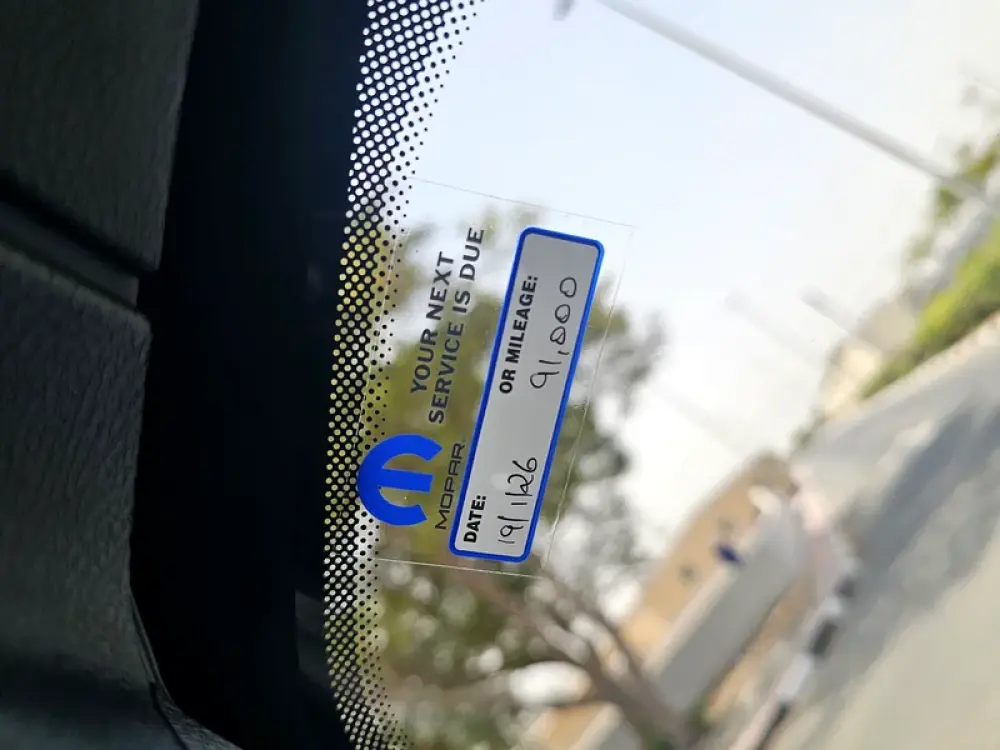 YOUR NEXT
SERVICE IS DUE
MOPAR
DATE: OR MILEAGE:
19/1/26 91,000